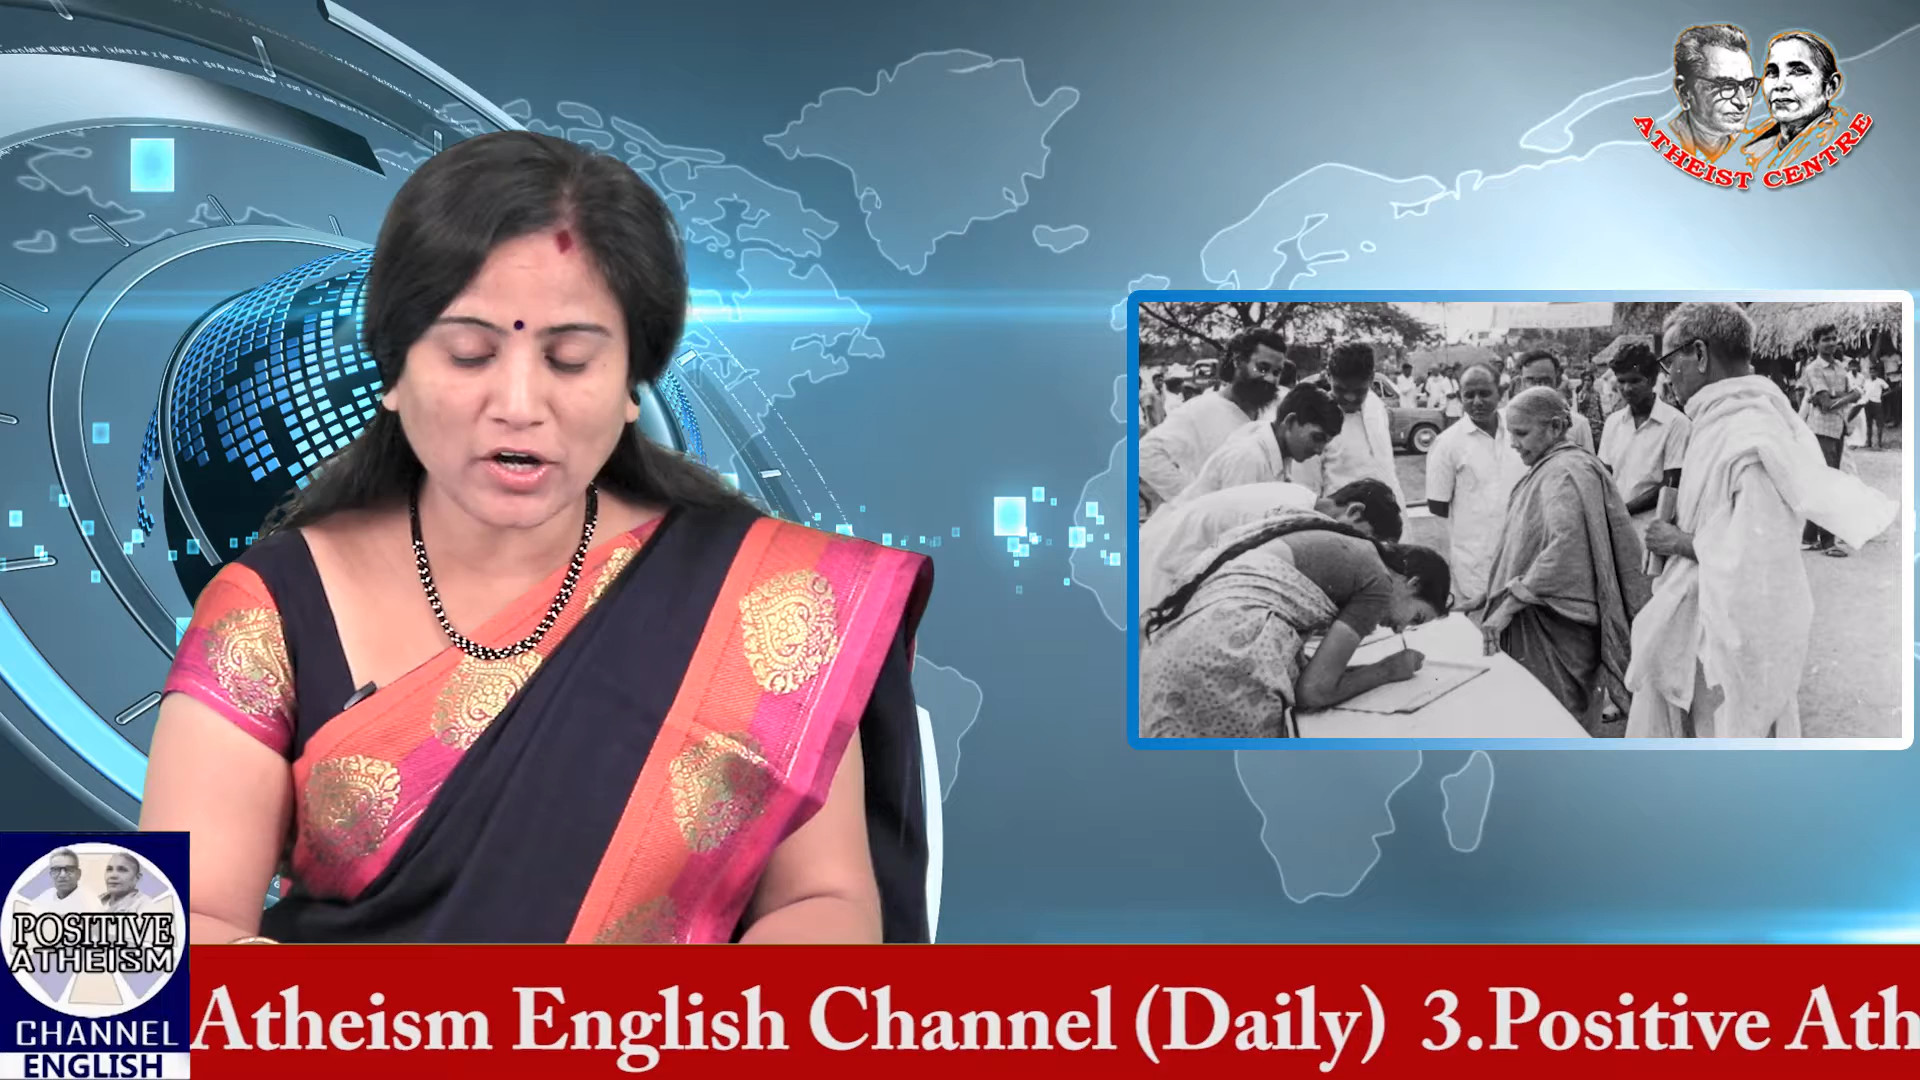 ATHEIST CENTRE
POSITIVE
ATHEISM
CHANNEL
ENGLISH
Atheism English Channel (Daily) 3.Positive Ath